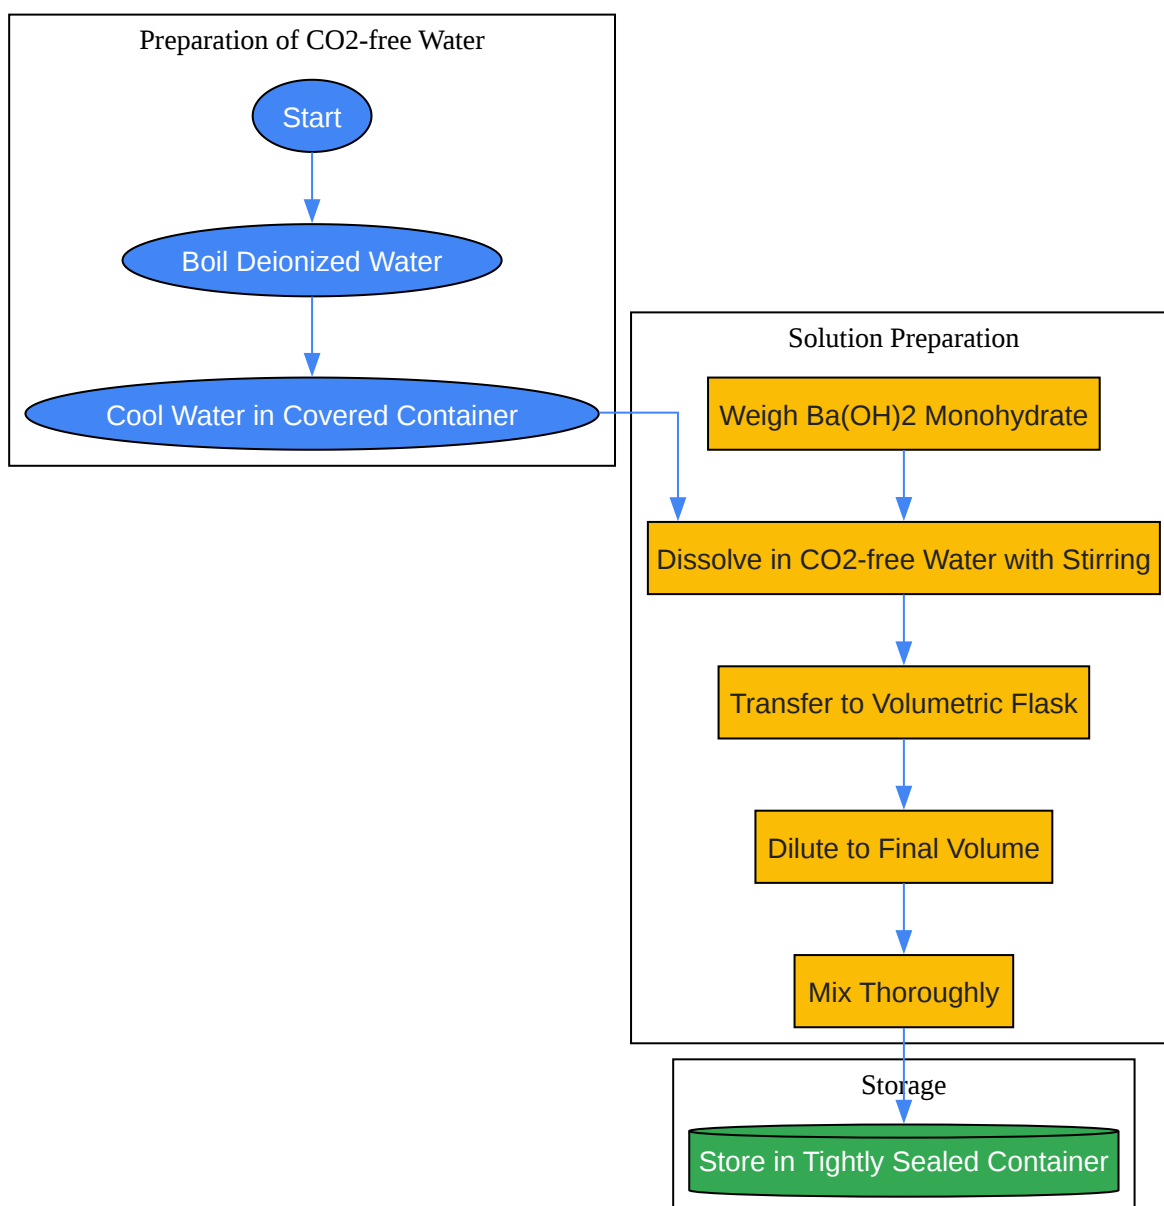 Preparation of CO2-free Water
Start
Boil Deionized Water
Cool Water in Covered Container
Solution Preparation
Weigh Ba(OH)2 Monohydrate
Dissolve in CO2-free Water with Stirring
Transfer to Volumetric Flask
Dilute to Final Volume
Mix Thoroughly
Storage
Store in Tightly Sealed Container